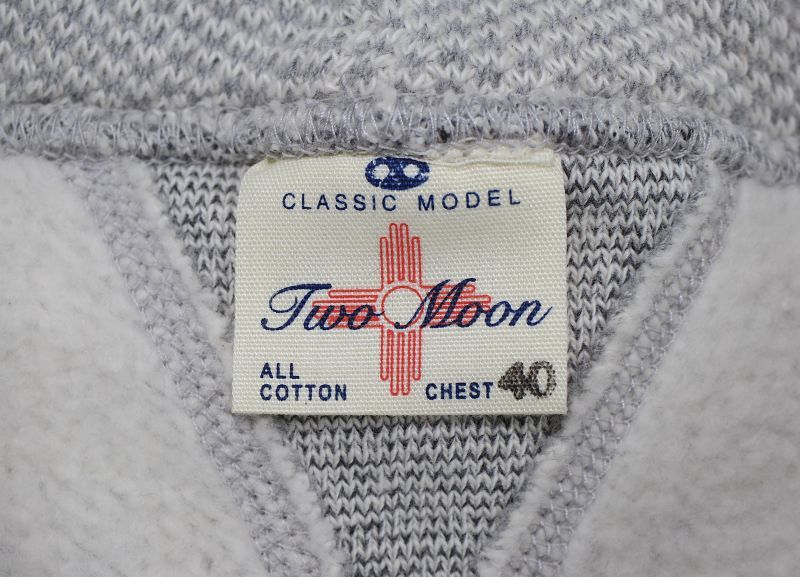 CLASSIC MODEL
Two Moon
ALL
COTTON
CHEST 40